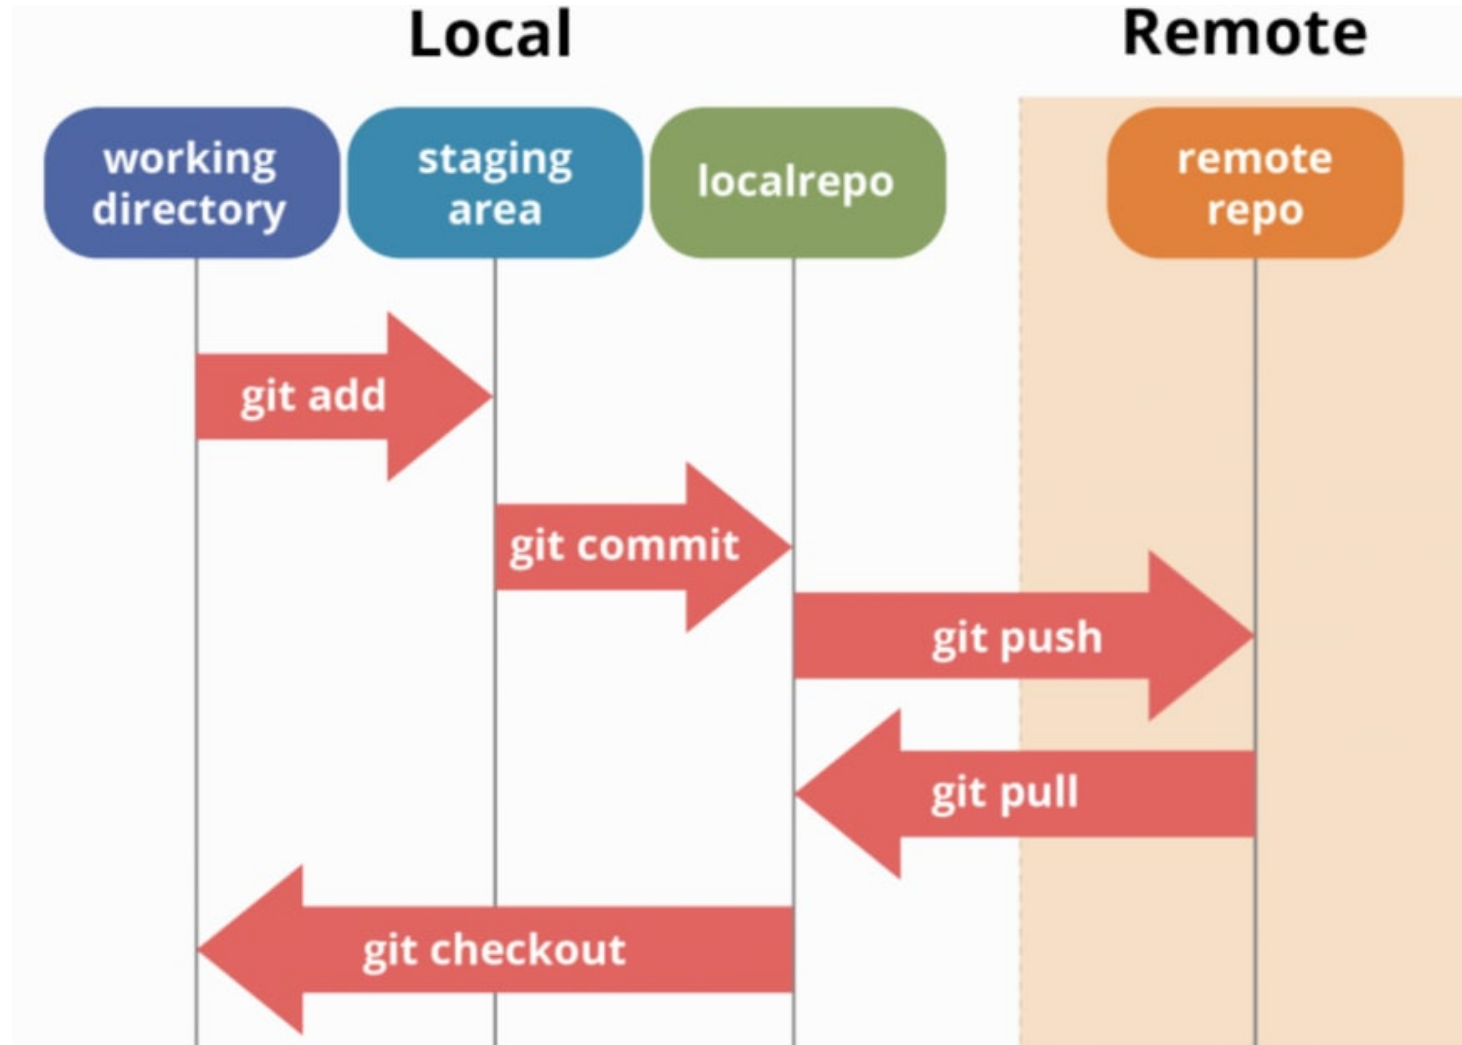 Local
Remote
working
directory
staging
area
localrepo
remote
repo
git add
git commit
git push
git pull
git checkout